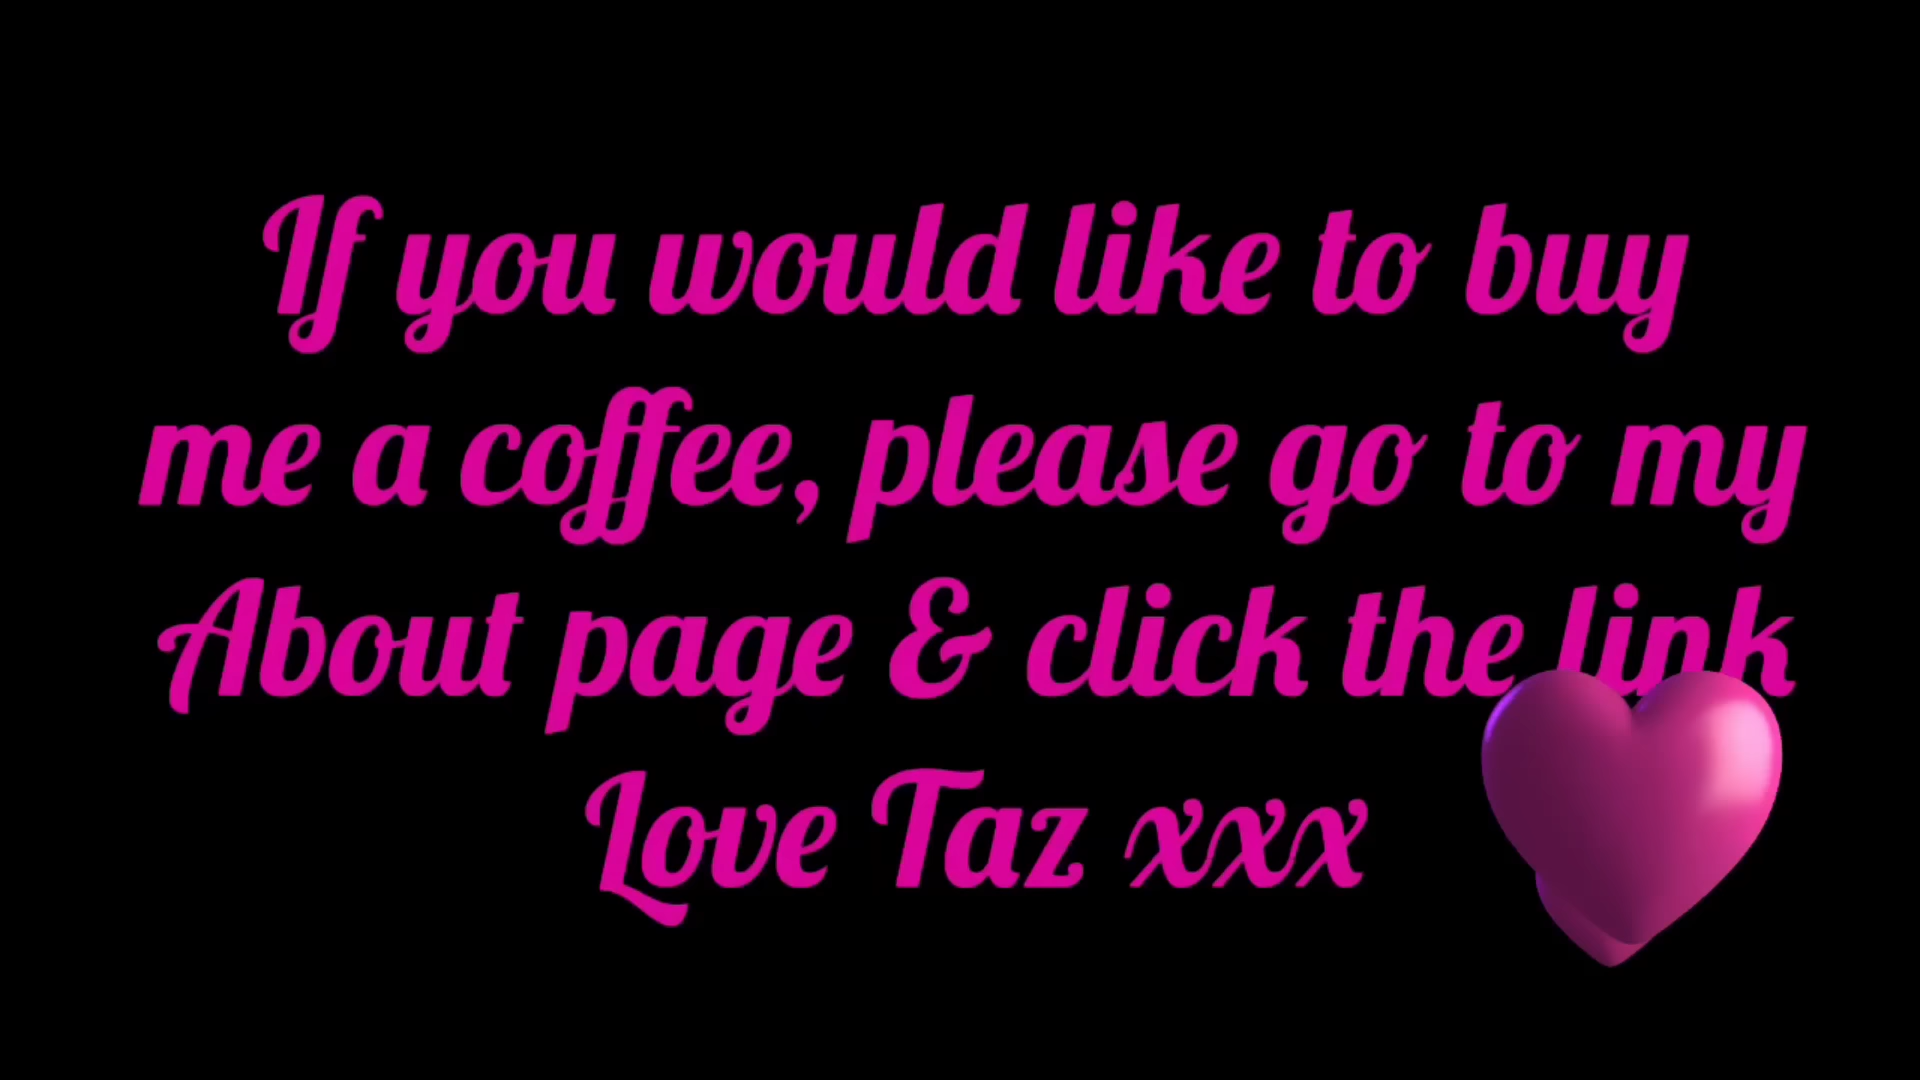 If you would like to buy
me a coffee, please go to my
About page & click the link
Love Taz xxx